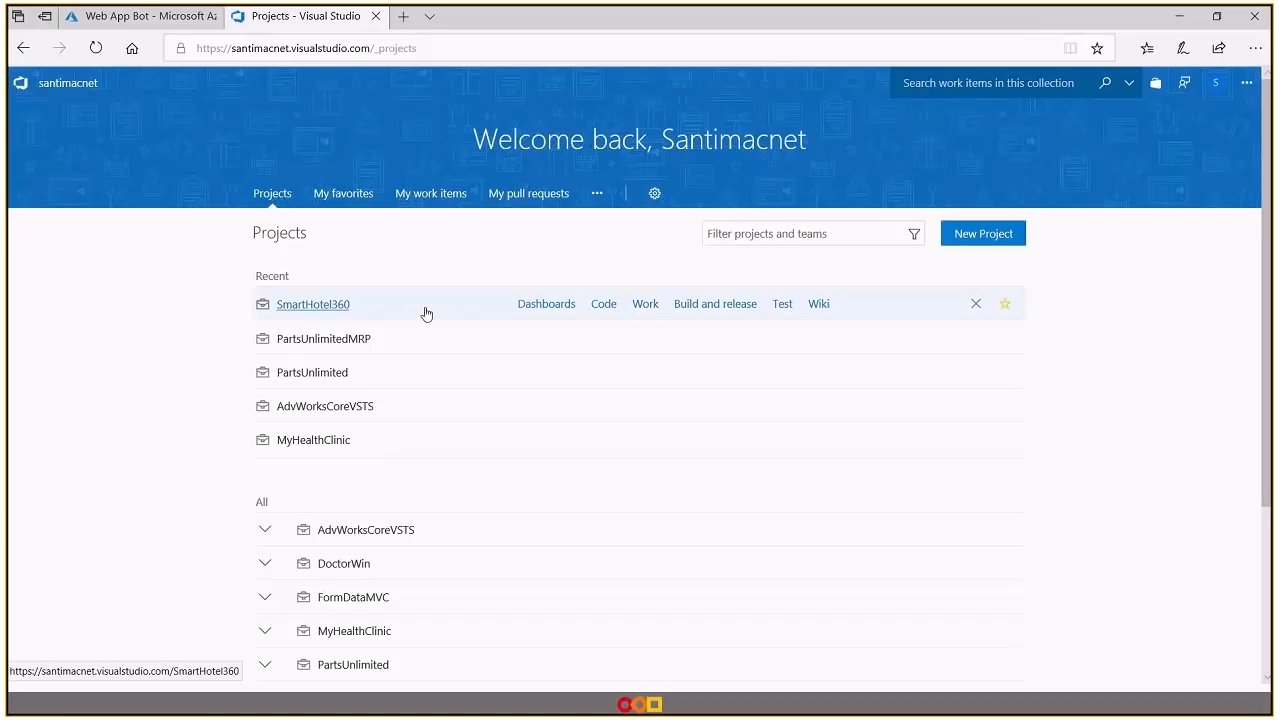 Web App Bot - Microsoft Az
Projects - Visual Studio
https://santimacnet.visualstudio.com/_projects
santimacnet
Search work items in this collection
S
Welcome back, Santimacnet
Projects My favorites My work items My pull requests
Projects
Filter projects and teams
New Project
Recent
SmartHotel360 Dashboards Code Work Build and release Test Wiki
PartsUnlimitedMRP
PartsUnlimited
AdvWorksCoreVSTS
MyHealthClinic
All
AdvWorksCoreVSTS
DoctorWin
FormDataMVC
MyHealthClinic
PartsUnlimited
https://santimacnet.visualstudio.com/SmartHotel360